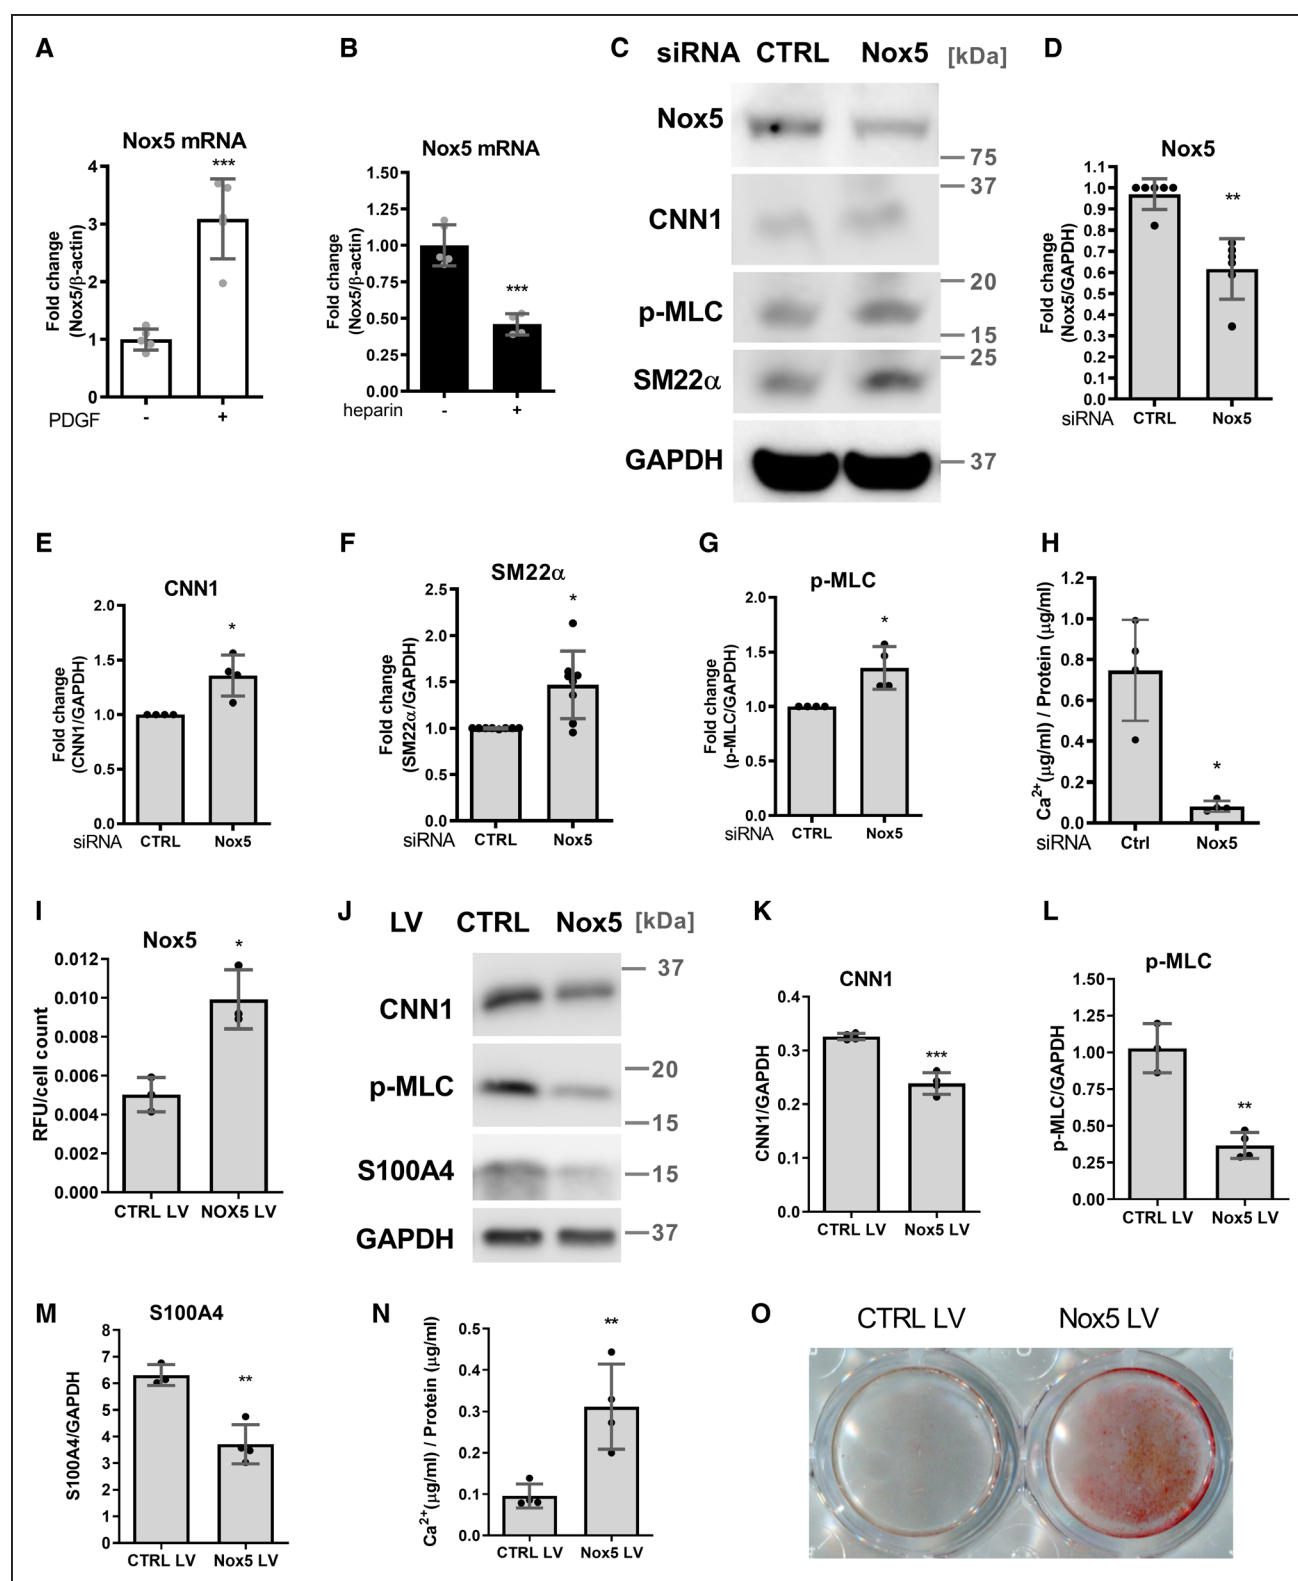 A
Nox5 mRNA
***
Fold change
(Nox5/β-actin)
4
3
2
1
0
PDGF
-
+
B
Nox5 mRNA
***
Fold change
(Nox5/β-actin)
1.50
1.25
1.00
0.75
0.50
0.25
0.00
heparin
-
+
C
siRNA CTRL Nox5 [kDa]
Nox5
75
37
CNN1
20
p-MLC
15
25
SM22α
GAPDH
37
D
Nox5
**
Fold change
(Nox5/GAPDH)
1.1
1.0
0.9
0.8
0.7
0.6
0.5
0.4
0.3
0.2
0.1
0.0
siRNA CTRL Nox5
E
CNN1
*
Fold change
(CNN1/GAPDH)
2.0
1.5
1.0
0.5
0.0
siRNA CTRL Nox5
F
SM22α
*
Fold change
(SM22α/GAPDH)
2.5
2.0
1.5
1.0
0.5
0.0
siRNA CTRL Nox5
G
p-MLC
*
Fold change
(p-MLC/GAPDH)
2.0
1.5
1.0
0.5
0.0
siRNA CTRL Nox5
H
*
Ca²⁺(μg/ml) / Protein (μg/ml)
1.2
1.0
0.8
0.6
0.4
0.2
0.0
siRNA Ctrl Nox5
I
Nox5
*
RFU/cell count
0.012
0.010
0.008
0.006
0.004
0.002
0.000
CTRL LV NOX5 LV
J
LV CTRL Nox5 [kDa]
37
CNN1
20
p-MLC
15
S100A4
15
GAPDH
37
K
CNN1
***
CNN1/GAPDH
0.4
0.3
0.2
0.1
0.0
CTRL LV Nox5 LV
L
p-MLC
**
p-MLC/GAPDH
1.50
1.25
1.00
0.75
0.50
0.25
0.00
CTRL LV Nox5 LV
M
S100A4
**
S100A4/GAPDH
8
7
6
5
4
3
2
1
0
CTRL LV Nox5 LV
N
**
Ca²⁺(μg/ml) / Protein (μg/ml)
0.5
0.4
0.3
0.2
0.1
0.0
CTRL LV Nox5 LV
O
CTRL LV Nox5 LV